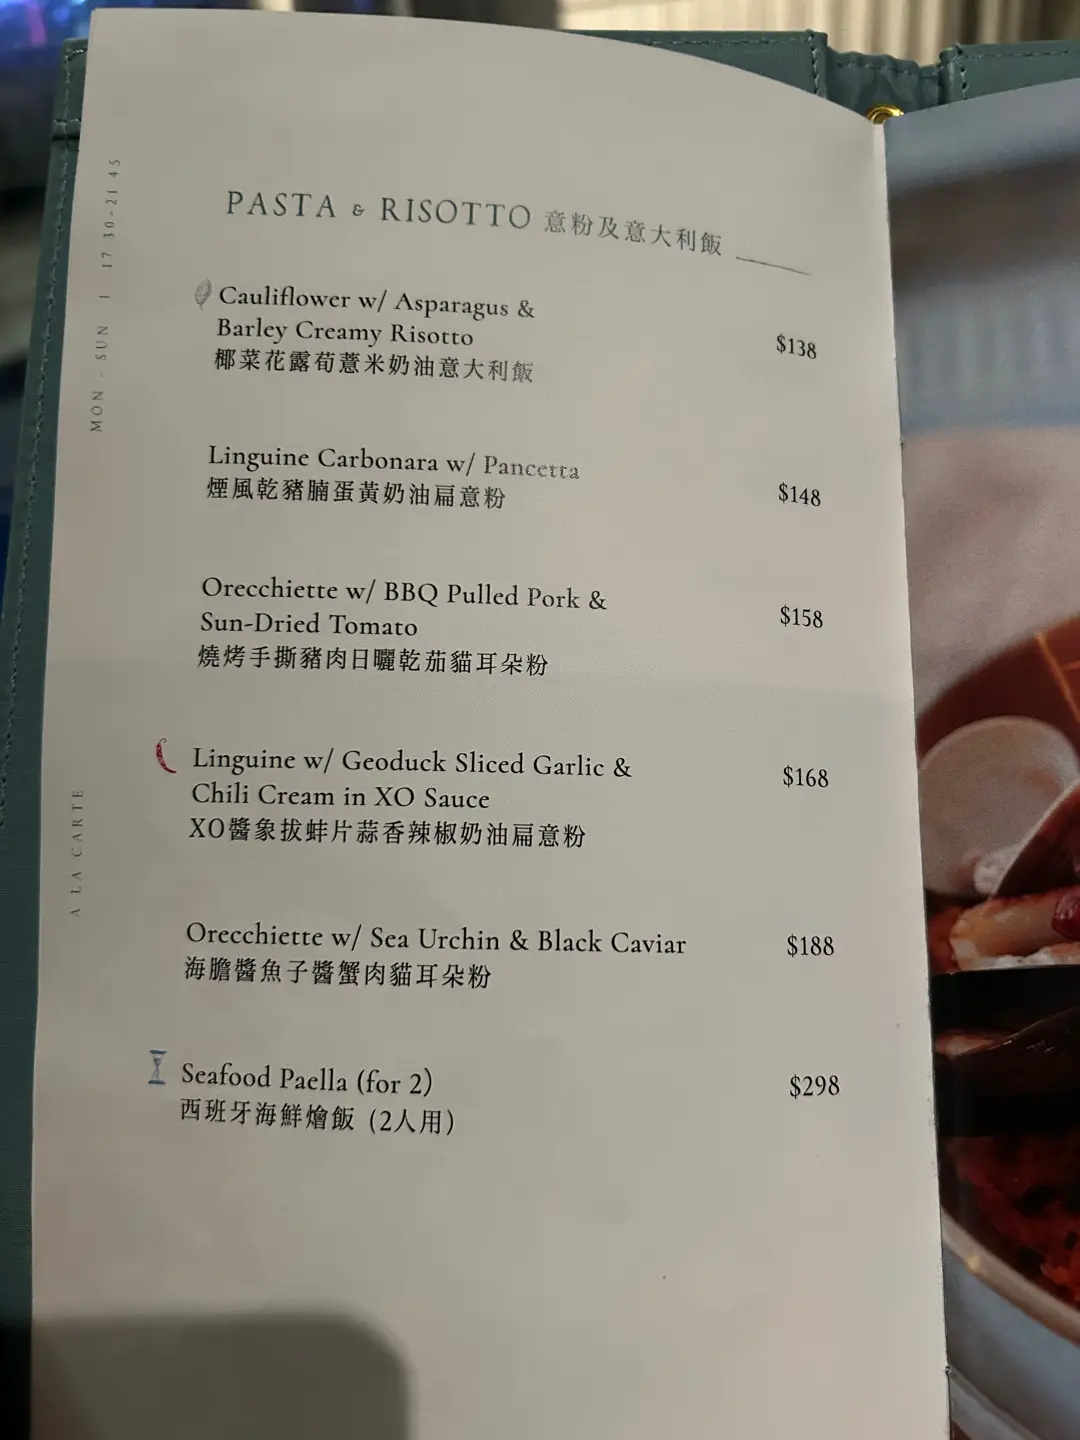 MON - SUN | 17 30-21 45
A LA CARTE
PASTA & RISOTTO 意粉及意大利飯
Cauliflower w/ Asparagus &
Barley Creamy Risotto
$138
椰菜花露荀薏米奶油意大利飯
Linguine Carbonara w/ Pancetta
煙風乾豬腩蛋黃奶油扁意粉
$148
Orecchiette w/ BBQ Pulled Pork &
Sun-Dried Tomato
$158
燒烤手撕豬肉日曬乾茄貓耳朵粉
Linguine w/ Geoduck Sliced Garlic &
Chili Cream in XO Sauce
$168
XO醬象拔蚌片蒜香辣椒奶油扁意粉
Orecchiette w/ Sea Urchin & Black Caviar
$188
海膽醬魚子醬蟹肉貓耳朵粉
Seafood Paella (for 2)
$298
西班牙海鮮燴飯 (2人用)